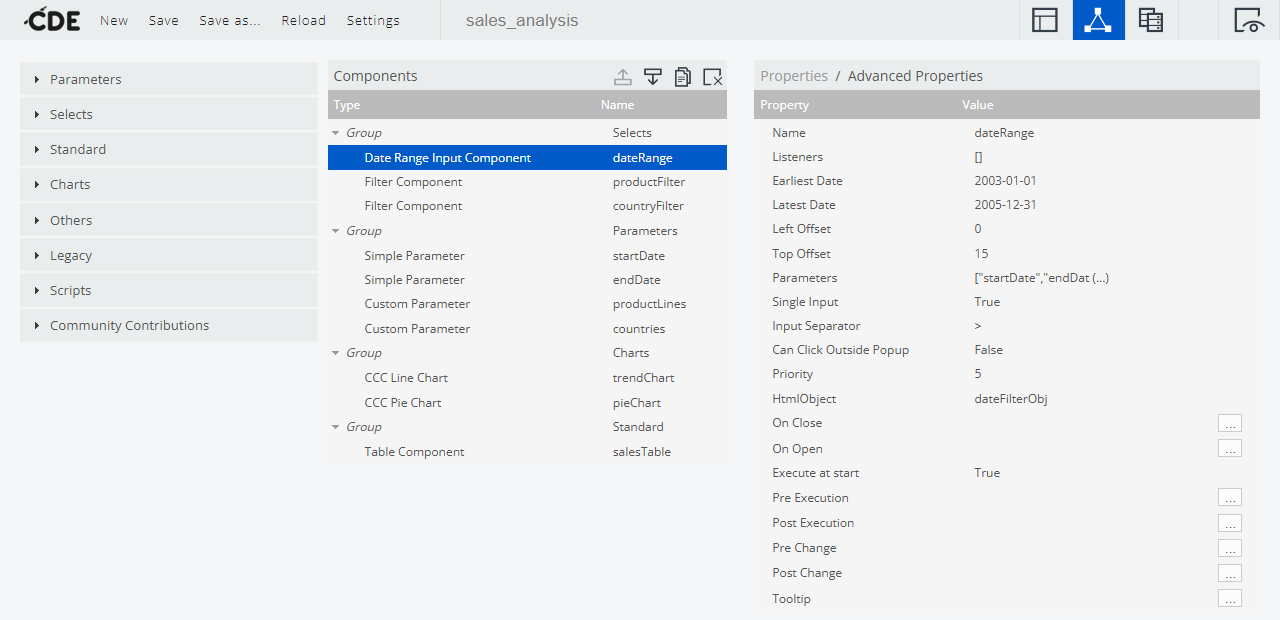 CDE New Save Save as... Reload Settings sales_analysis
Parameters
Selects
Standard
Charts
Others
Legacy
Scripts
Community Contributions
Components
Type Name
Group Selects
Date Range Input Component dateRange
Filter Component productFilter
Filter Component countryFilter
Group Parameters
Simple Parameter startDate
Simple Parameter endDate
Custom Parameter productLines
Custom Parameter countries
Group Charts
CCC Line Chart trendChart
CCC Pie Chart pieChart
Group Standard
Table Component salesTable
Properties / Advanced Properties
Property Value
Name dateRange
Listeners []
Earliest Date 2003-01-01
Latest Date 2005-12-31
Left Offset 0
Top Offset 15
Parameters ["startDate","endDat (...)
Single Input True
Input Separator >
Can Click Outside Popup False
Priority 5
HtmlObject dateFilterObj
On Close ...
On Open ...
Execute at start True
Pre Execution ...
Post Execution ...
Pre Change ...
Post Change ...
Tooltip ...